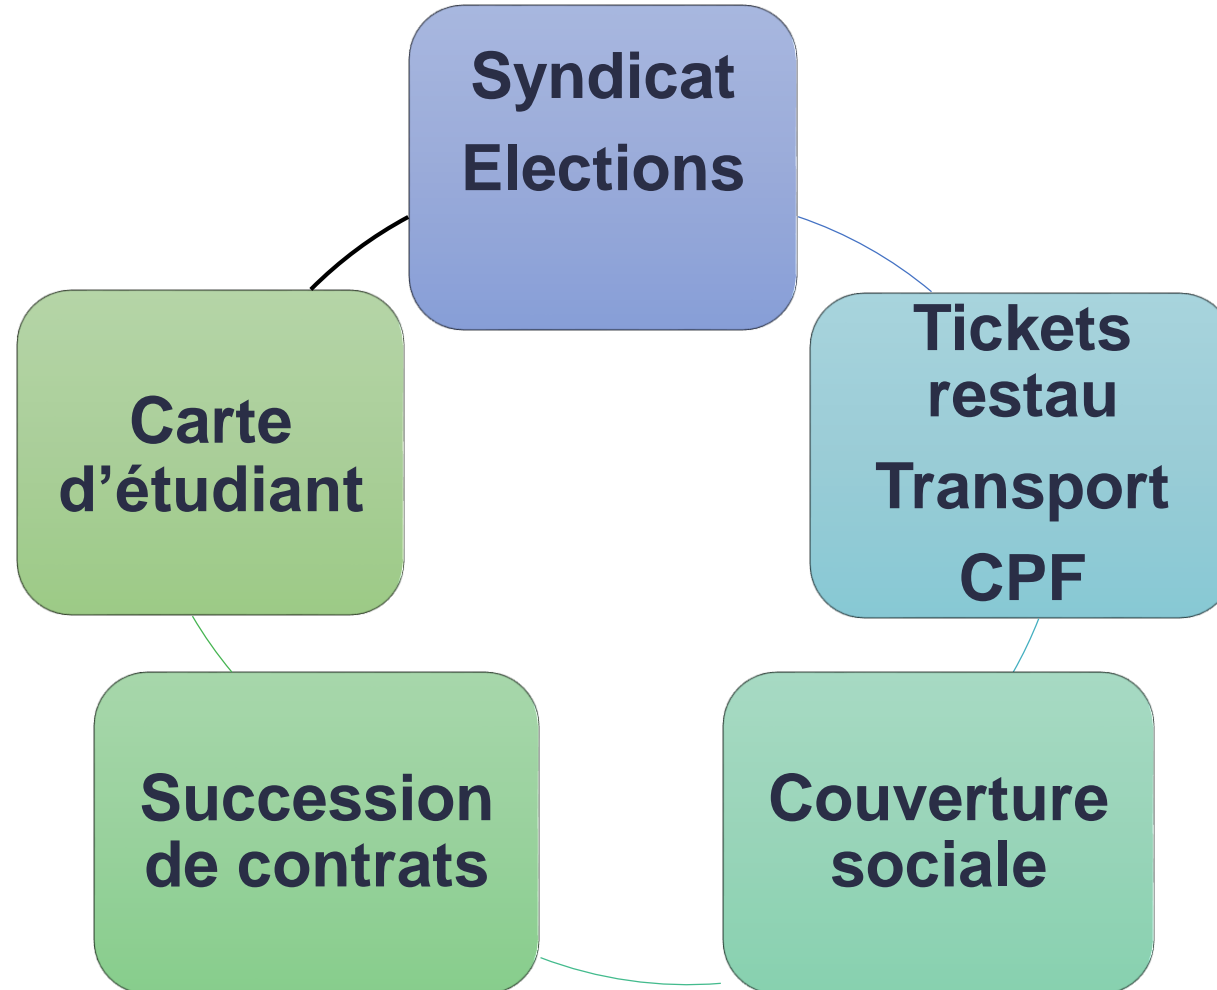 Syndicat
Elections
Tickets
restau
Transport
CPF
Carte
d’étudiant
Succession
de contrats
Couverture
sociale